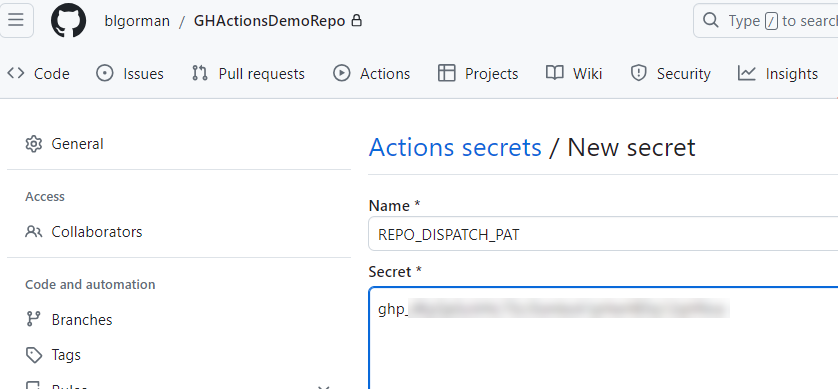 blgorman / GHActionsDemoRepo
Type / to search
Code Issues Pull requests Actions Projects Wiki Security Insights
General
Access
Collaborators
Code and automation
Branches
Tags
Actions secrets / New secret
Name *
REPO_DISPATCH_PAT
Secret *
ghp_